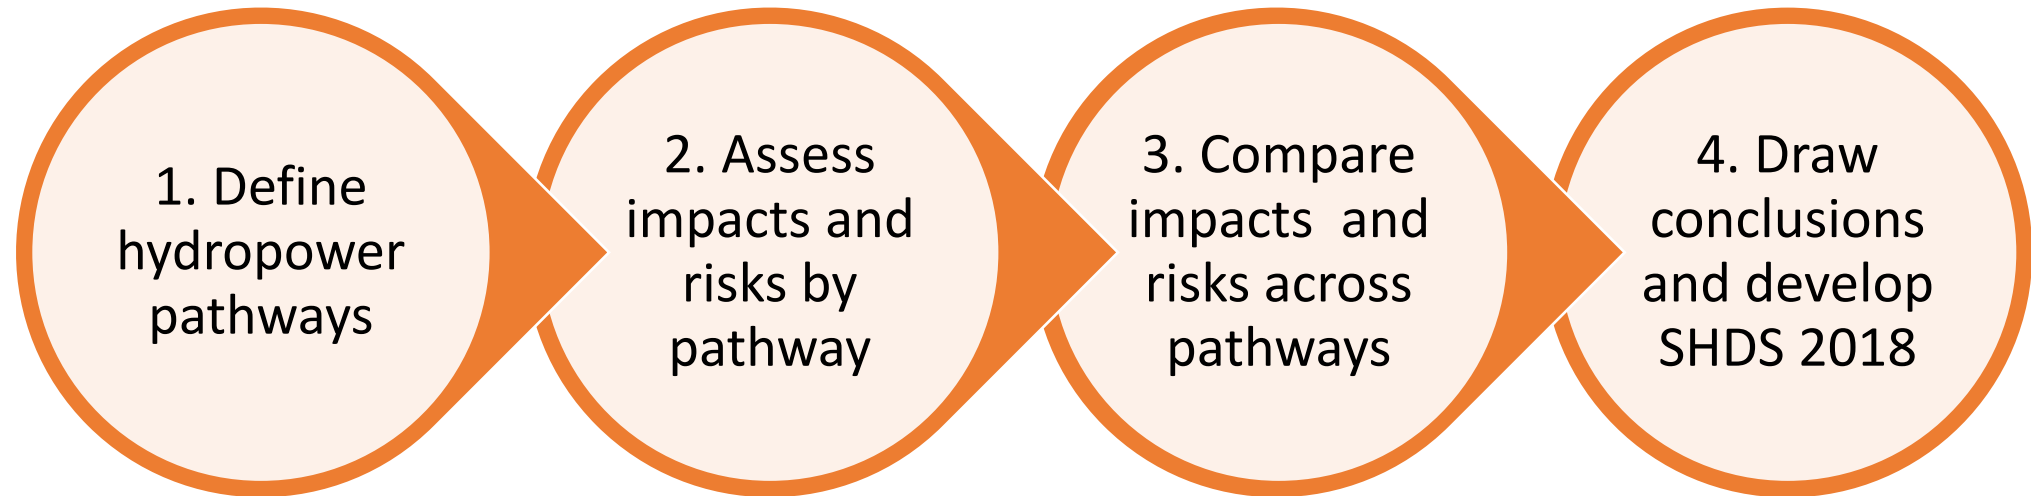 1. Define
hydropower
pathways
2. Assess
impacts and
risks by
pathway
3. Compare
impacts  and
risks across
pathways
4. Draw
conclusions
and develop
SHDS 2018